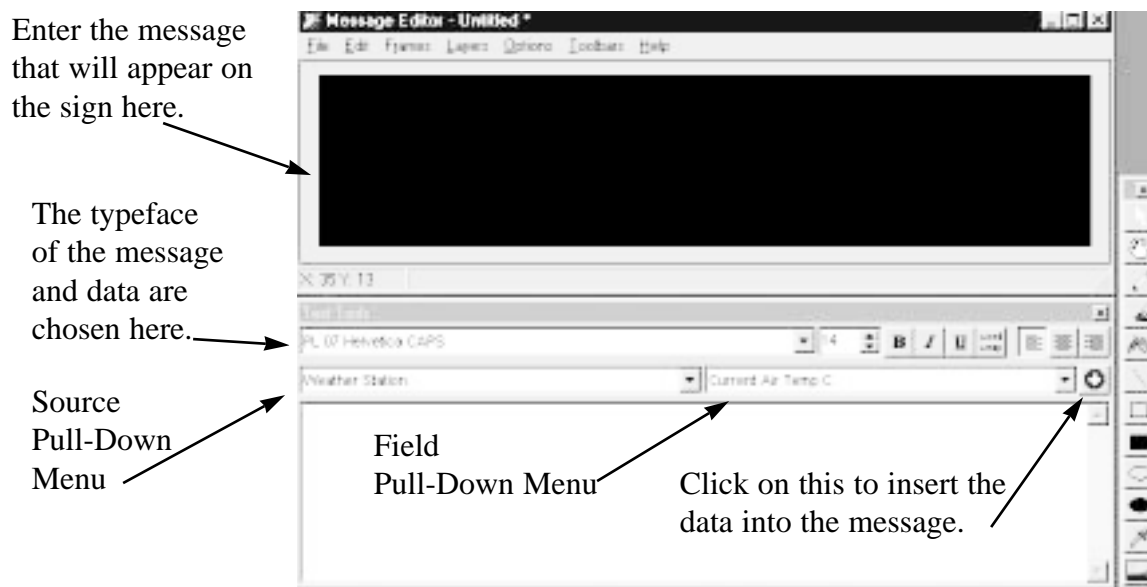 Enter the message
that will appear on
the sign here.
Message Editor - Untitled *
File Edit Frames Layers Options Toolbars Help
X: 35 Y: 13
The typeface
of the message
and data are
chosen here.
Text Tools
PL 07 Helvetica CAPS 14 B I U
Weather Station Current Air Temp C
Source
Pull-Down
Menu
Field
Pull-Down Menu
Click on this to insert the
data into the message.